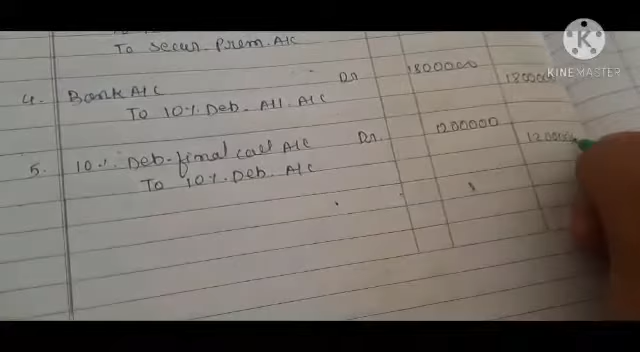 To Secur. Prem. A/C
4. Bank A/C Dr. 1800000
To 10%. Deb. All. A/C 1800000
5. 10%. Deb. final call A/C Dr. 1200000
To 10%. Deb. A/C
KINEMASTER